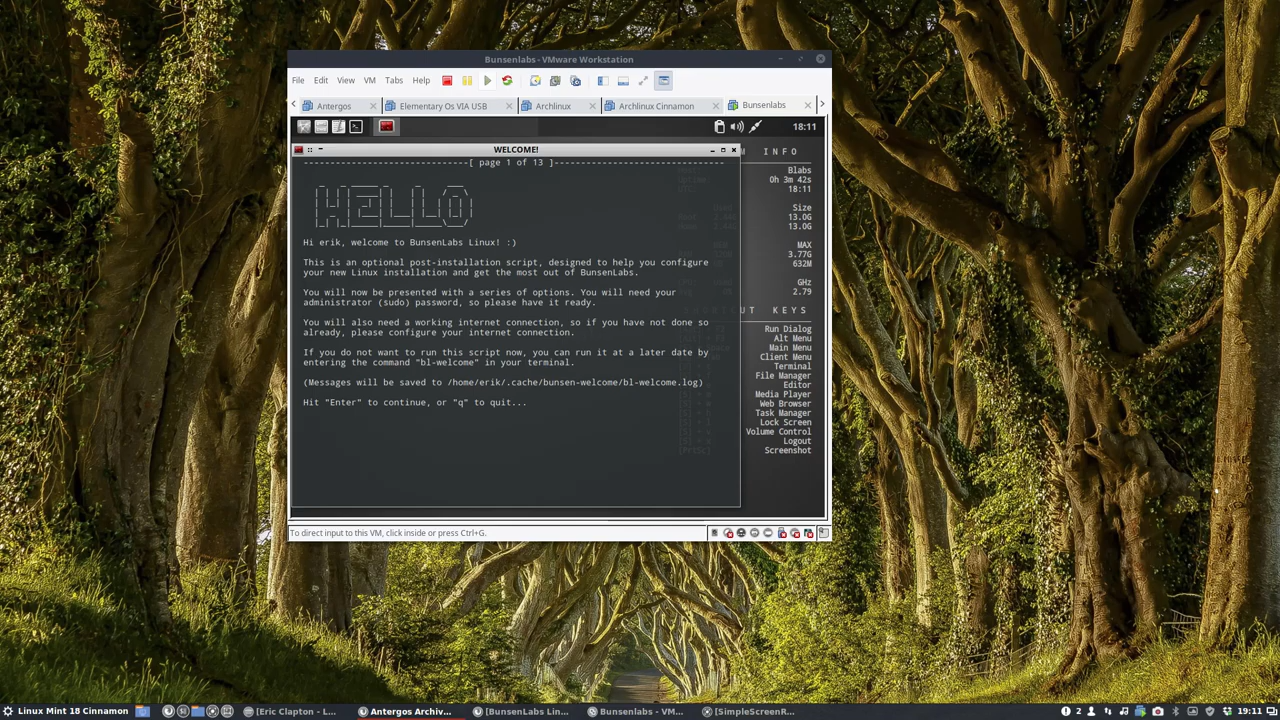 Bunsenlabs - VMware Workstation
File Edit View VM Tabs Help
Antergos Elementary Os VIA USB Archlinux Archlinux Cinnamon Bunsenlabs
18:11
WELCOME!
------------------------------[ page 1 of 13 ]------------------------------
HELLO
Hi erik, welcome to BunsenLabs Linux! :)
This is an optional post-installation script, designed to help you configure
your new Linux installation and get the most out of BunsenLabs.
You will now be presented with a series of options. You will need your
administrator (sudo) password, so please have it ready.
You will also need a working internet connection, so if you have not done so
already, please configure your internet connection.
If you do not want to run this script now, you can run it at a later date by
entering the command "bl-welcome" in your terminal.
(Messages will be saved to /home/erik/.cache/bunsen-welcome/bl-welcome.log)
Hit "Enter" to continue, or "q" to quit...
M INFO
Blabs
0h 3m 42s
18:11
Size
13.0G
13.0G
MAX
3.77G
632M
GHz
2.79
UT KEYS
Run Dialog
Alt Menu
Main Menu
Client Menu
Terminal
File Manager
Editor
Media Player
Web Browser
Task Manager
Lock Screen
Volume Control
Logout
Screenshot
To direct input to this VM, click inside or press Ctrl+G.
Linux Mint 18 Cinnamon [Eric Clapton - L... Antergos Archiv... [BunsenLabs Lin... Bunsenlabs - VM... [SimpleScreenR... 2 19:11